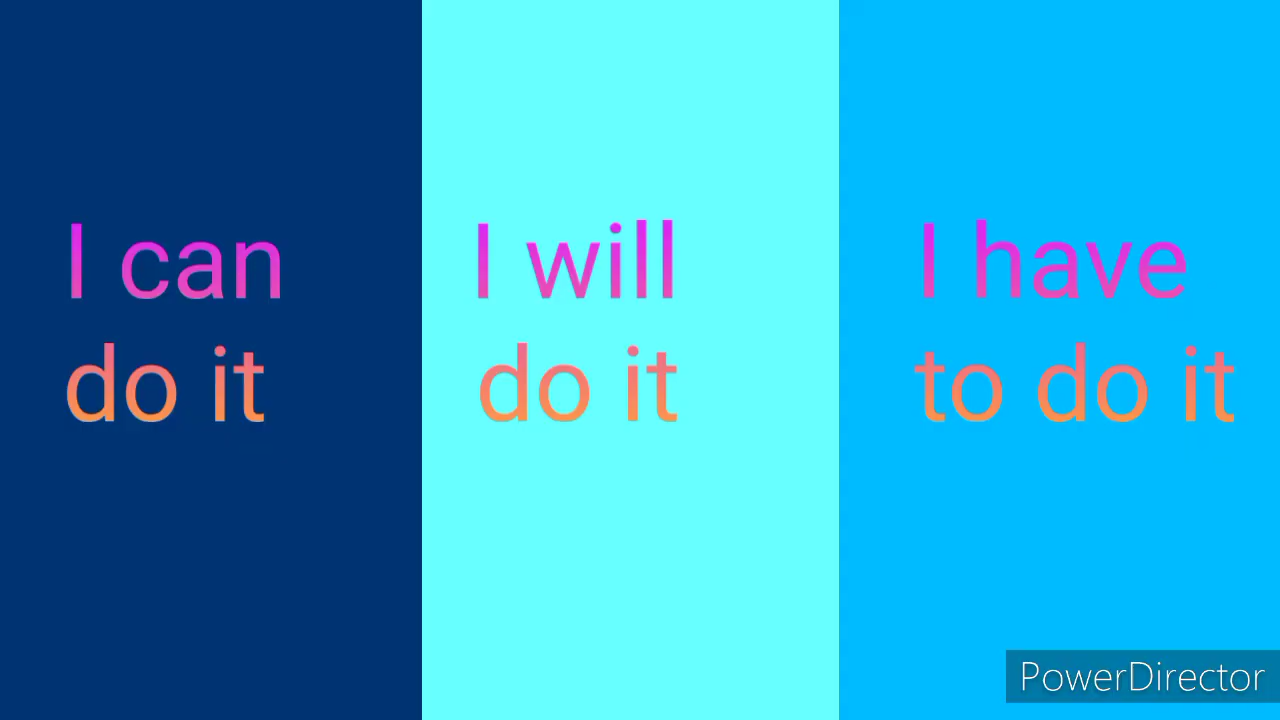 I can
do it
I will
do it
I have
to do it
PowerDirector